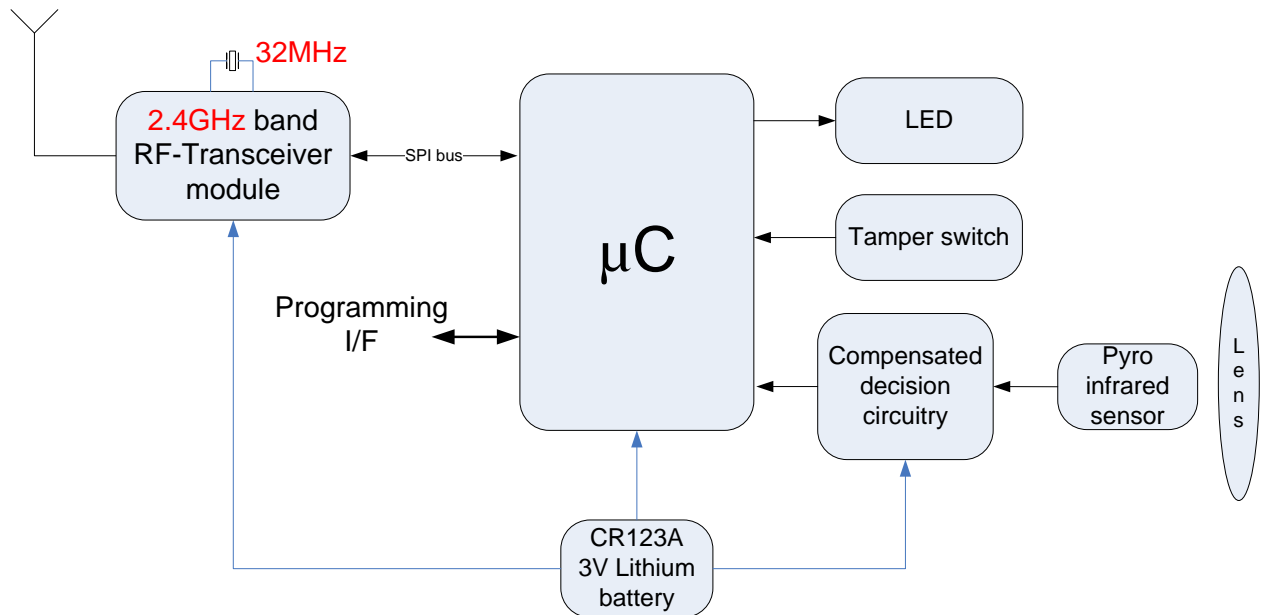 32MHz
2.4GHz band
RF-Transceiver
module
SPI bus
μC
LED
Tamper switch
Programming
I/F
Compensated
decision
circuitry
Pyro
infrared
sensor
L
e
n
s
CR123A
3V Lithium
battery